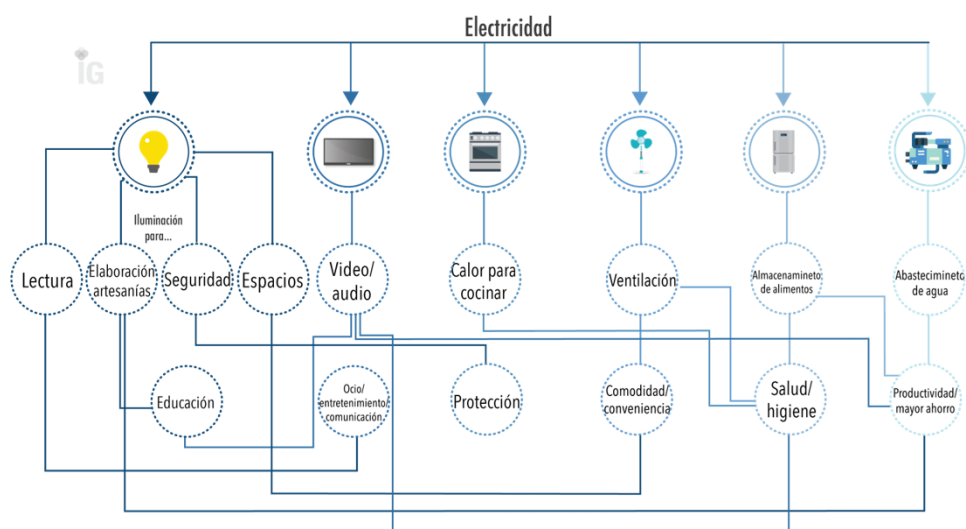 Electricidad
iG
Iluminación
para...
Lectura
Elaboración
artesanías
Seguridad
Espacios
Video/
audio
Calor para
cocinar
Ventilación
Almacenamineto
de alimentos
Abastecimineto
de agua
Educación
Ocio/
entretenimiento/
comunicación
Protección
Comodidad/
conveniencia
Salud/
higiene
Productividad/
mayor ahorro